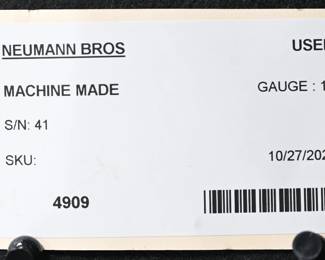 NEUMANN BROS
USE
MACHINE MADE
GAUGE : 1
S/N: 41
SKU:
10/27/202
4909